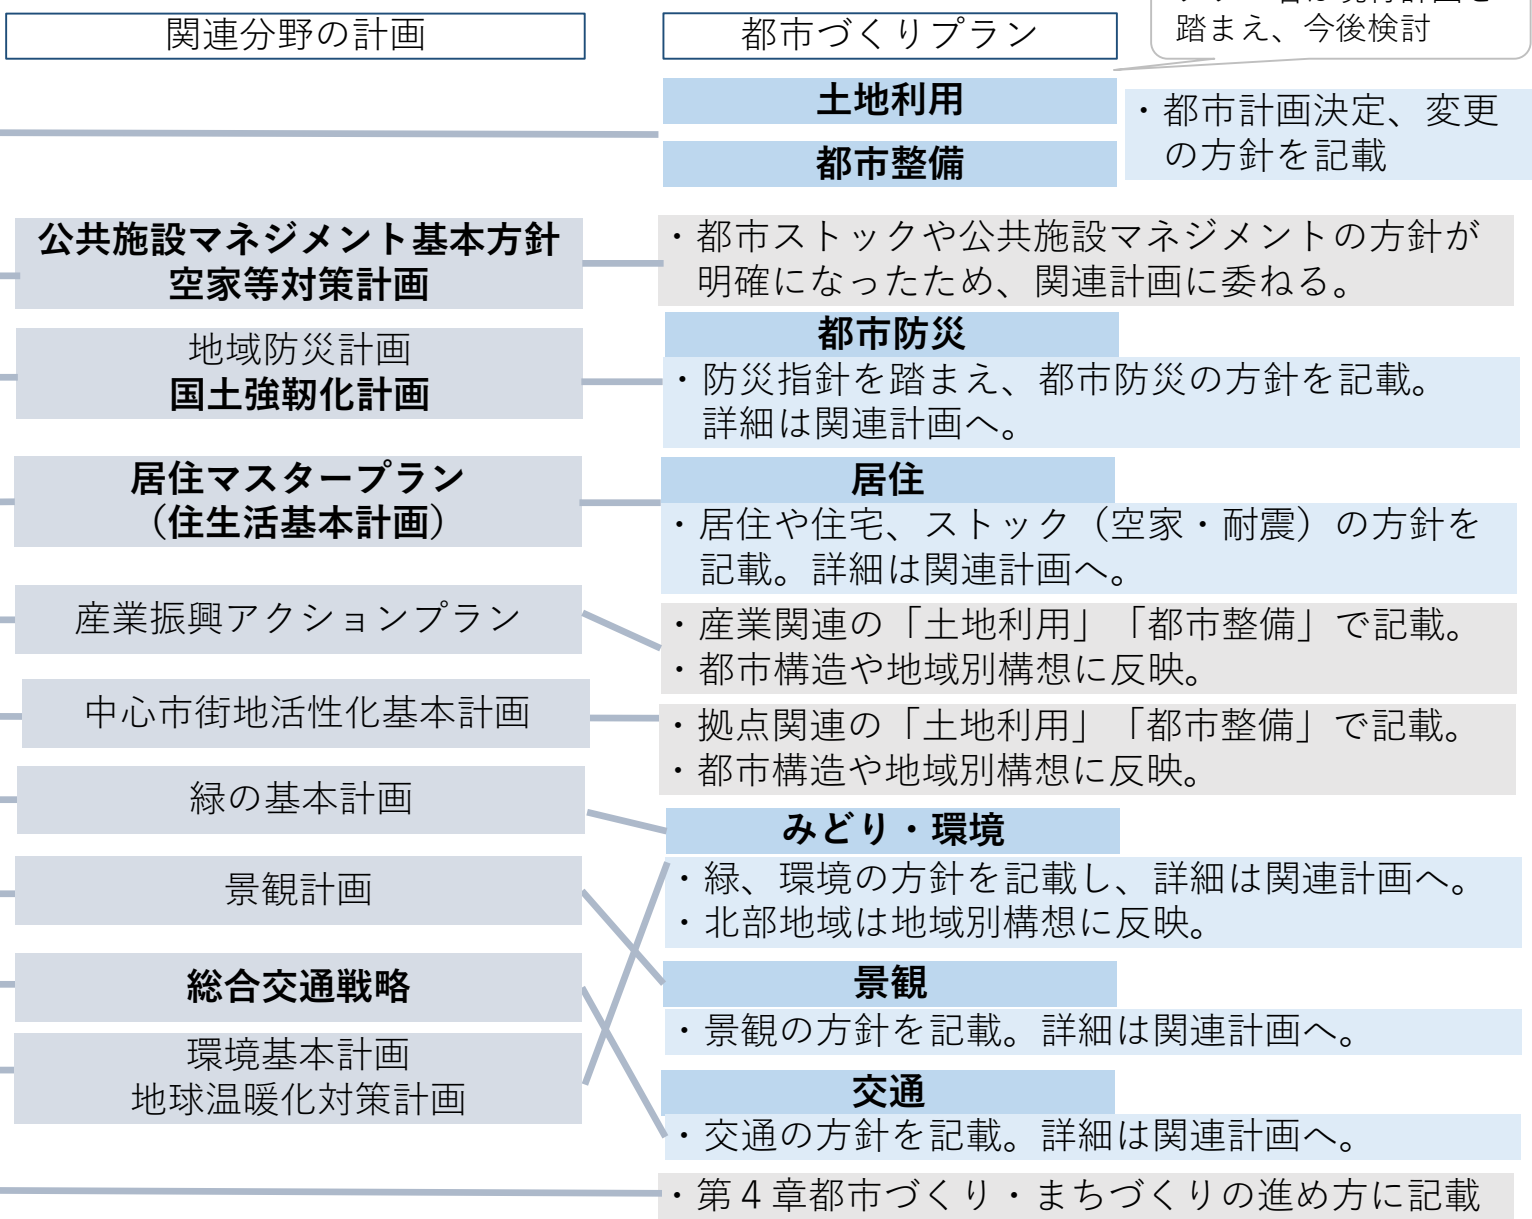 関連分野の計画
都市づくりプラン
踏まえ、今後検討
土地利用
都市整備
・都市計画決定、変更
の方針を記載
公共施設マネジメント基本方針
空家等対策計画
・都市ストックや公共施設マネジメントの方針が
明確になったため、関連計画に委ねる。
地域防災計画
国土強靭化計画
都市防災
・防災指針を踏まえ、都市防災の方針を記載。
詳細は関連計画へ。
居住マスタープラン
（住生活基本計画）
居住
・居住や住宅、ストック（空家・耐震）の方針を
記載。詳細は関連計画へ。
産業振興アクションプラン
・産業関連の「土地利用」「都市整備」で記載。
・都市構造や地域別構想に反映。
中心市街地活性化基本計画
・拠点関連の「土地利用」「都市整備」で記載。
・都市構造や地域別構想に反映。
緑の基本計画
みどり・環境
・緑、環境の方針を記載し、詳細は関連計画へ。
・北部地域は地域別構想に反映。
景観計画
景観
・景観の方針を記載。詳細は関連計画へ。
総合交通戦略
環境基本計画
地球温暖化対策計画
交通
・交通の方針を記載。詳細は関連計画へ。
・第４章都市づくり・まちづくりの進め方に記載